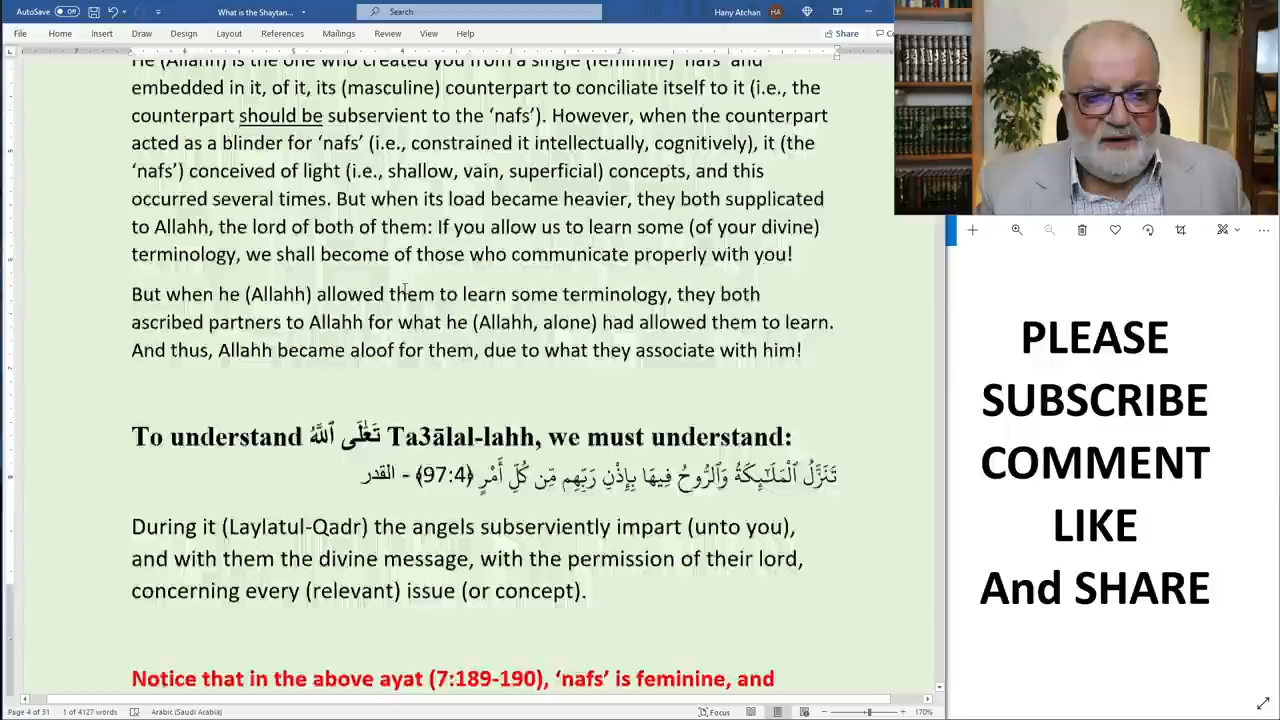 AutoSave Off
What is the Shaytan...
Search
Hany Atchan
HA
File Home Insert Draw Design Layout References Mailings Review View Help
Share
He (Allahh) is the one who created you from a single (feminine) ‘nafs’ and
embedded in it, of it, its (masculine) counterpart to conciliate itself to it (i.e., the
counterpart should be subservient to the ‘nafs’). However, when the counterpart
acted as a blinder for ‘nafs’ (i.e., constrained it intellectually, cognitively), it (the
‘nafs’) conceived of light (i.e., shallow, vain, superficial) concepts, and this
occurred several times. But when its load became heavier, they both supplicated
to Allahh, the lord of both of them: If you allow us to learn some (of your divine)
terminology, we shall become of those who communicate properly with you!
But when he (Allahh) allowed them to learn some terminology, they both
ascribed partners to Allahh for what he (Allahh, alone) had allowed them to learn.
And thus, Allahh became aloof for them, due to what they associate with him!
To understand تَعَـٰلَى ٱللَّهُ Ta3ālal-lahh, we must understand:
تَنَزَّلُ ٱلْمَلَـٰٓئِكَةُ وَٱلرُّوحُ فِيهَا بِإِذْنِ رَبِّهِم مِّن كُلِّ أَمْرٍ ﴿97:4﴾ - القدر
During it (Laylatul-Qadr) the angels subserviently impart (unto you),
and with them the divine message, with the permission of their lord,
concerning every (relevant) issue (or concept).
Notice that in the above ayat (7:189-190), ‘nafs’ is feminine, and
PLEASE
SUBSCRIBE
COMMENT
LIKE
And SHARE
Page 4 of 31 1 of 4127 words Arabic (Saudi Arabia) Focus 170%